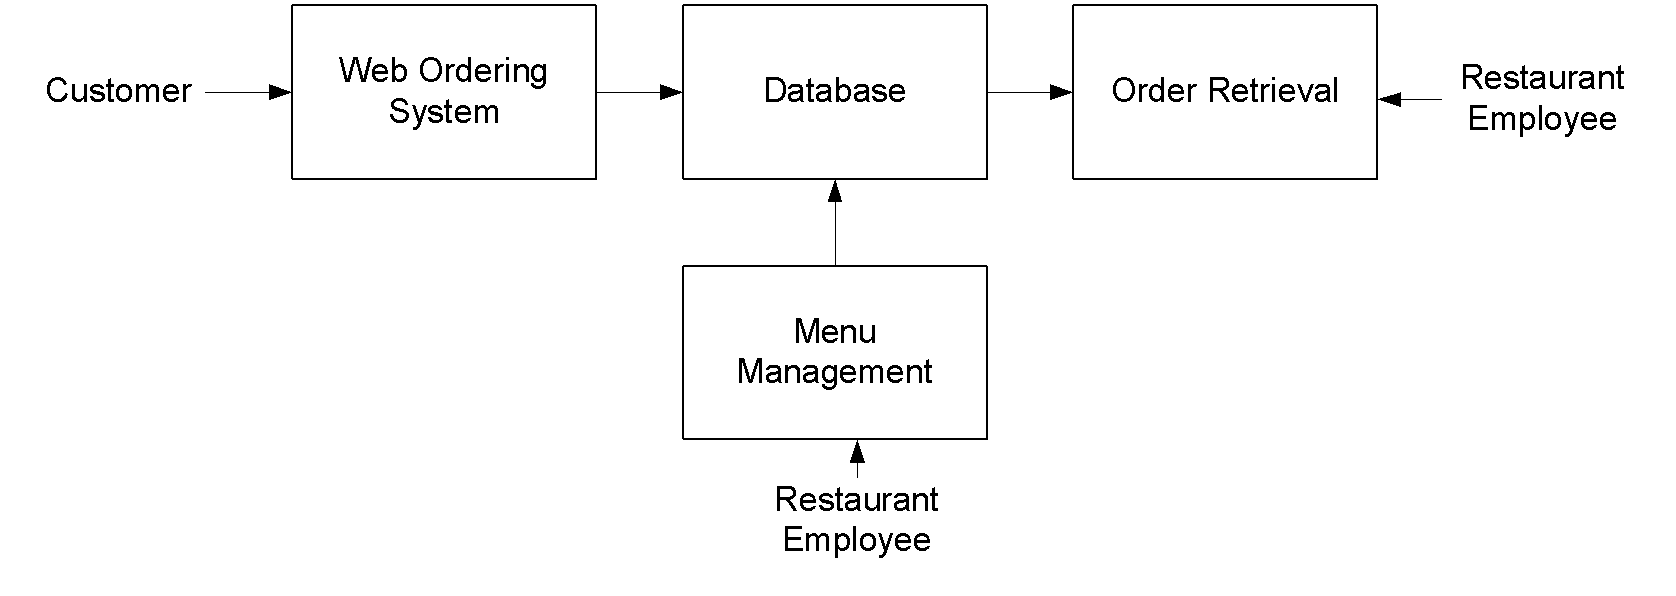 Customer
Web Ordering
System
Database
Order Retrieval
Restaurant
Employee
Menu
Management
Restaurant
Employee